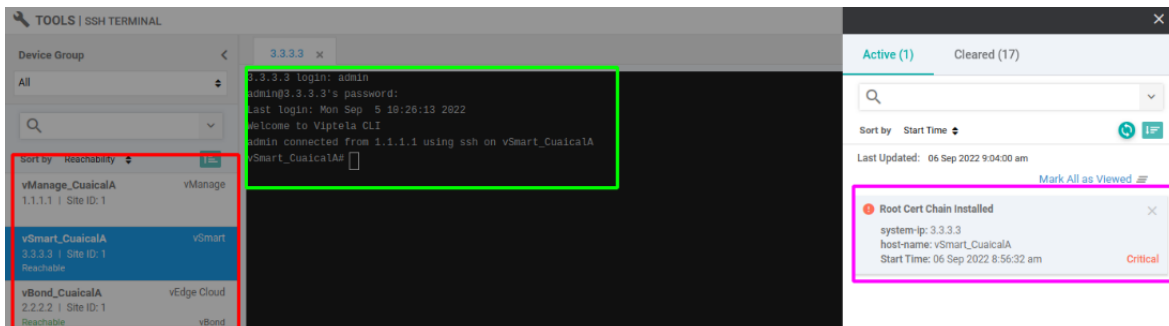 TOOLS | SSH TERMINAL
Device Group
All
Sort by Reachability
vManage_CuaicalA vManage
1.1.1.1 | Site ID: 1
vSmart_CuaicalA vSmart
3.3.3.3 | Site ID: 1
Reachable
vBond_CuaicalA vEdge Cloud
2.2.2.2 | Site ID: 1
Reachable vBond
3.3.3.3 ×
3.3.3.3 login: admin
admin@3.3.3.3's password:
Last login: Mon Sep 5 10:26:13 2022
Welcome to Viptela CLI
admin connected from 1.1.1.1 using ssh on vSmart_CuaicalA
vSmart_CuaicalA#
Active (1) Cleared (17)
Sort by Start Time
Last Updated: 06 Sep 2022 9:04:00 am
Mark All as Viewed
Root Cert Chain Installed
system-ip: 3.3.3.3
host-name: vSmart_CuaicalA
Start Time: 06 Sep 2022 8:56:32 am Critical